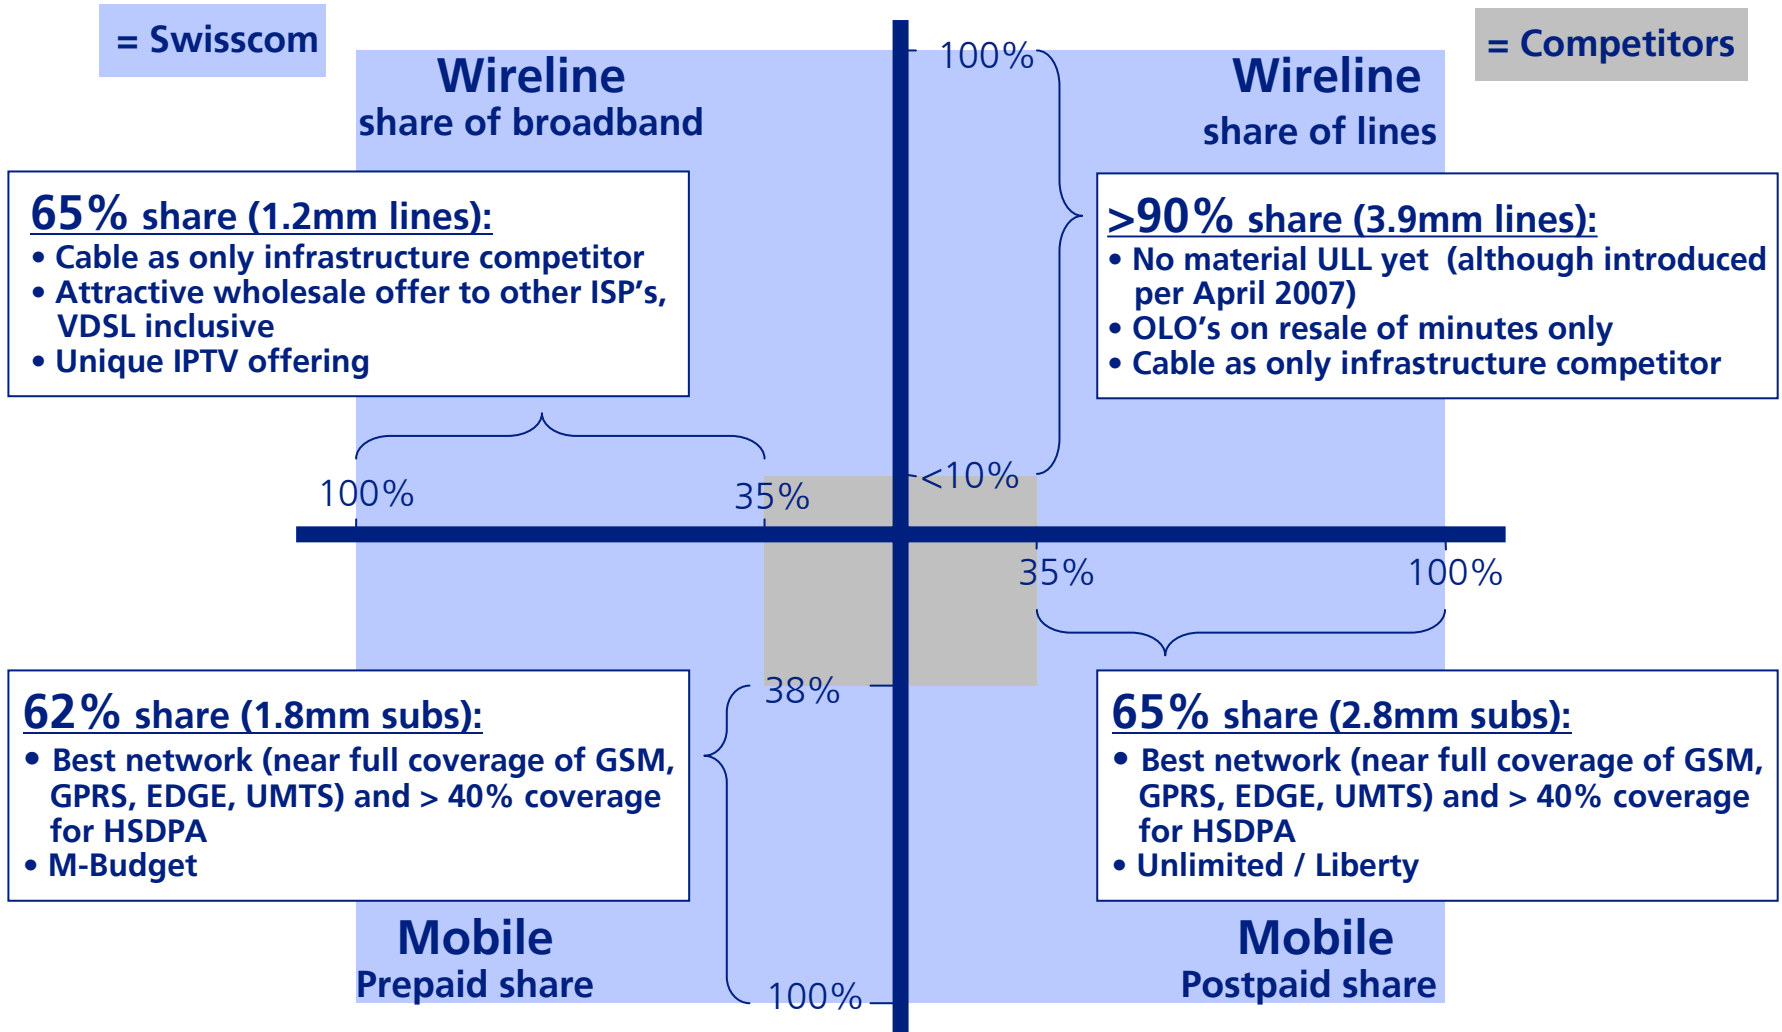 = Swisscom
= Competitors
Wireline
share of broadband
100%
Wireline
share of lines
65% share (1.2mm lines):
• Cable as only infrastructure competitor
• Attractive wholesale offer to other ISP's,
VDSL inclusive
• Unique IPTV offering
>90% share (3.9mm lines):
• No material ULL yet (although introduced
per April 2007)
• OLO's on resale of minutes only
• Cable as only infrastructure competitor
100%
35%
<10%
35%
100%
38%
100%
62% share (1.8mm subs):
• Best network (near full coverage of GSM,
GPRS, EDGE, UMTS) and > 40% coverage
for HSDPA
• M-Budget
65% share (2.8mm subs):
• Best network (near full coverage of GSM,
GPRS, EDGE, UMTS) and > 40% coverage
for HSDPA
• Unlimited / Liberty
Mobile
Prepaid share
Mobile
Postpaid share